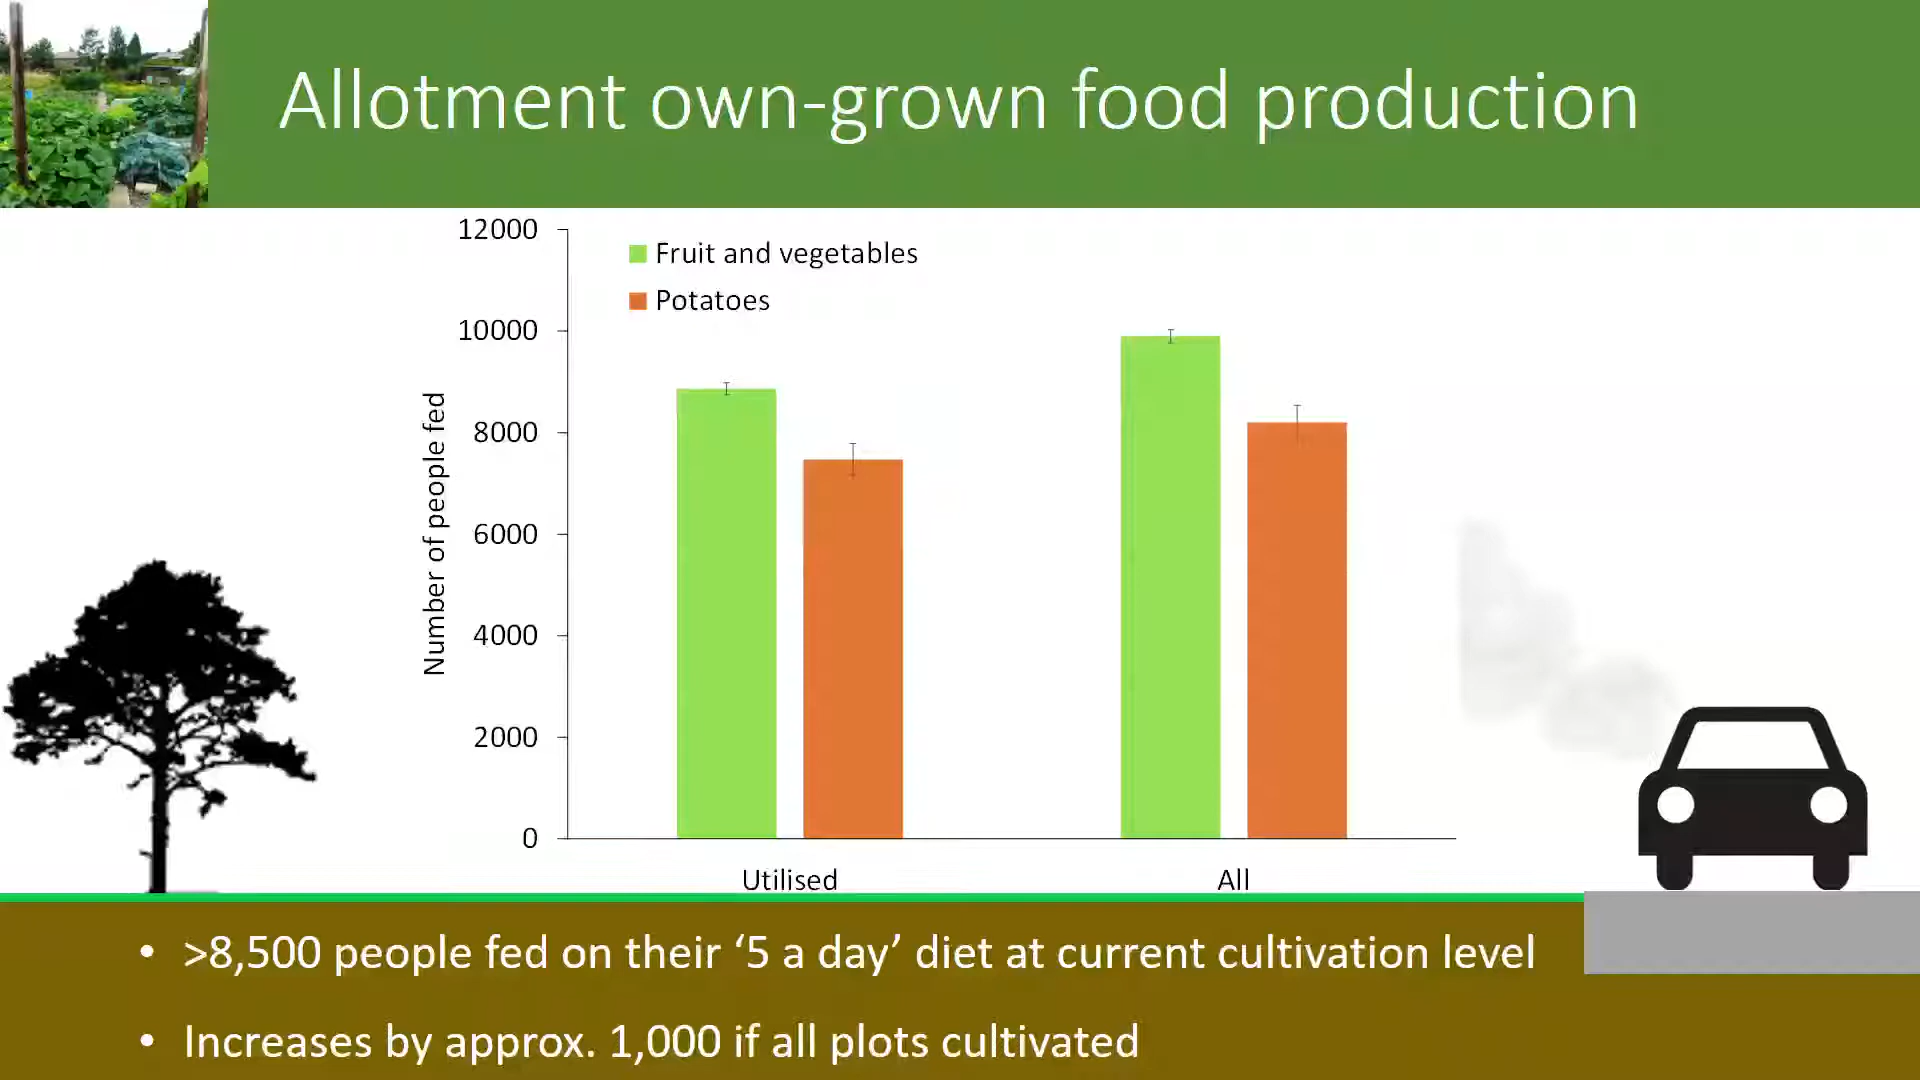 Allotment own-grown food production
12000
Fruit and vegetables
Potatoes
10000
8000
6000
4000
2000
0
Number of people fed
Utilised
All
• >8,500 people fed on their ‘5 a day’ diet at current cultivation level
• Increases by approx. 1,000 if all plots cultivated